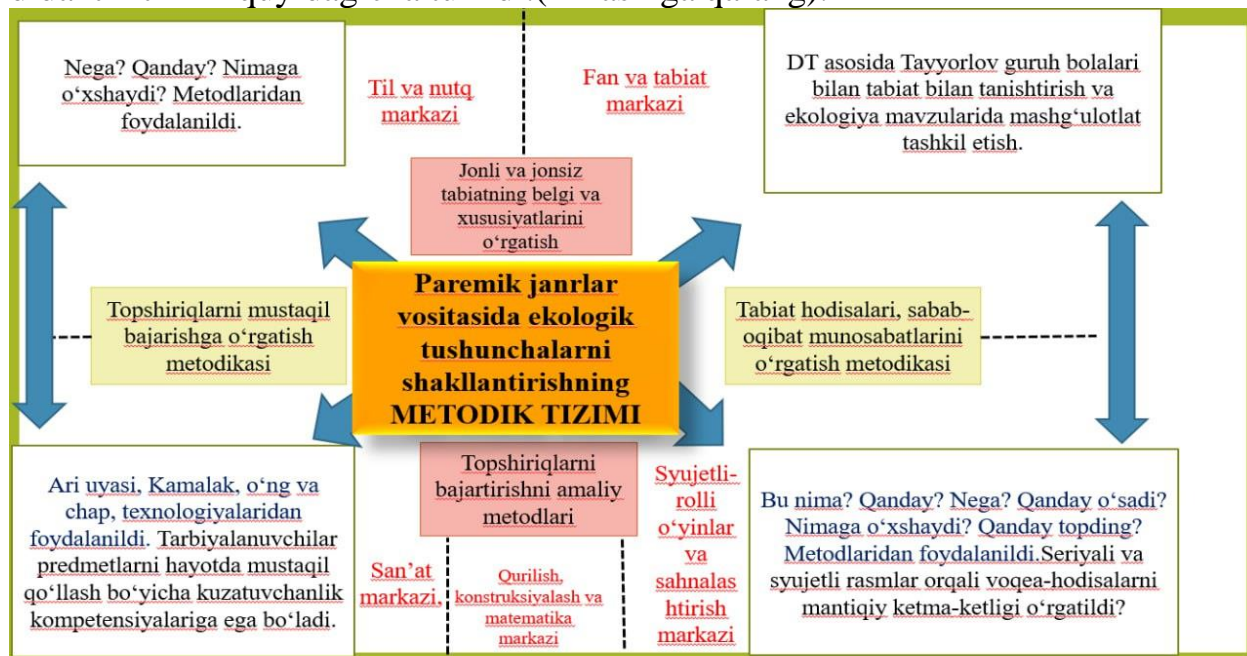 Nega? Qanday? Nimaga
o‘xshaydi? Metodlaridan
foydalanildi.
Til va nutq
markazi
Fan va tabiat
markazi
DT asosida Tayyorlov guruh bolalari
bilan tabiat bilan tanishtirish va
ekologiya mavzularida mashg‘ulotlat
tashkil etish.
Jonli va jonsiz
tabiatning belgi va
xususiyatlarini
o‘rgatish
Topshiriqlarni mustaqil
bajarishga o‘rgatish
metodikasi
Paremik janrlar
vositasida ekologik
tushunchalarni
shakllantirishning
METODIK TIZIMI
Tabiat hodisalari, sabab-
oqibat munosabatlarini
o‘rgatish metodikasi
Ari uyasi, Kamalak, o‘ng va
chap, texnologiyalaridan
foydalanildi. Tarbiyalanuvchilar
predmetlarni hayotda mustaqil
qo‘llash bo‘yicha kuzatuvchanlik
kompetensiyalariga ega bo‘ladi.
Topshiriqlarni
bajartirishni amaliy
metodlari
San’at
markazi,
Qurilish,
konstruksiyalash va
matematika
markazi
Syujetli-
rolli
o‘yinlar
va
sahnalas
htirish
markazi
Bu nima? Qanday? Nega? Qanday o‘sadi?
Nimaga o‘xshaydi? Qanday topding?
Metodlaridan foydalanildi.Seriyali va
syujetli rasmlar orqali voqea-hodisalarni
mantiqiy ketma-ketligi o‘rgatildi?